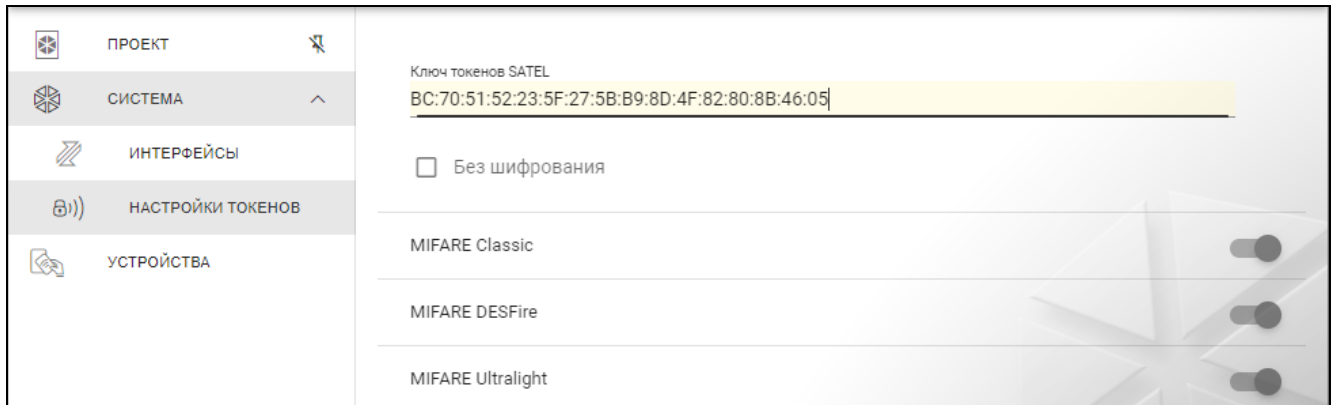 ПРОЕКТ
СИСТЕМА
ИНТЕРФЕЙСЫ
НАСТРОЙКИ ТОКЕНОВ
УСТРОЙСТВА
Ключ токенов SATEL
BC:70:51:52:23:5F:27:5B:B9:8D:4F:82:80:8B:46:05
Без шифрования
MIFARE Classic
MIFARE DESFire
MIFARE Ultralight